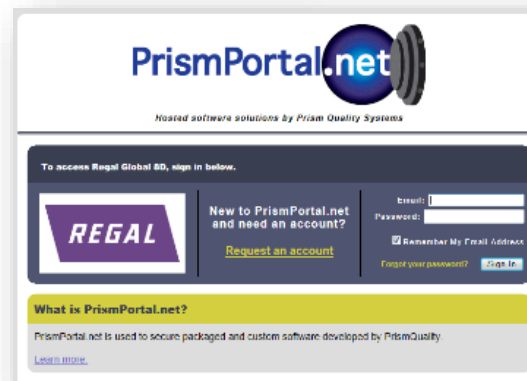 PrismPortal.net
Hosted software solutions by Prism Quality Systems
To access Regal Global 8D, sign in below.
REGAL
New to PrismPortal.net
and need an account?
Request an account
Email:
Password:
Remember My Email Address
Forgot your password?
Sign In
What is PrismPortal.net?
PrismPortal.net is used to secure packaged and custom software developed by PrismQuality.
Learn more.